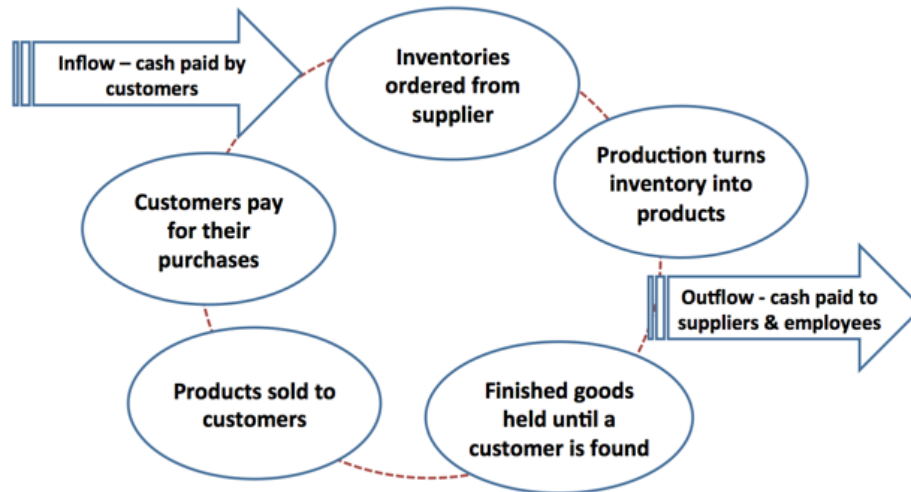 Inflow – cash paid by
customers
Inventories
ordered from
supplier
Production turns
inventory into
products
Customers pay
for their
purchases
Outflow - cash paid to
suppliers & employees
Products sold to
customers
Finished goods
held until a
customer is found